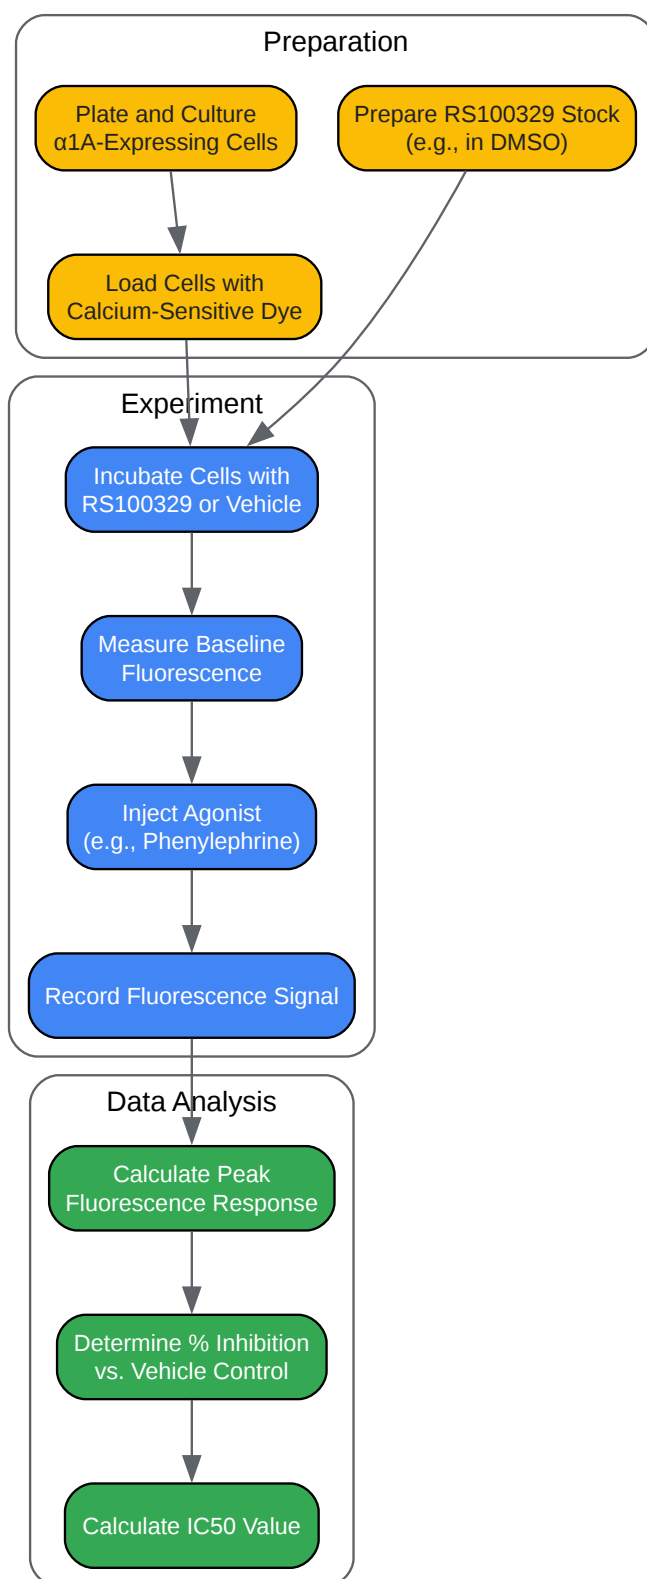 Preparation
Plate and Culture
α1A-Expressing Cells
Prepare RS100329 Stock
(e.g., in DMSO)
Load Cells with
Calcium-Sensitive Dye
Experiment
Incubate Cells with
RS100329 or Vehicle
Measure Baseline
Fluorescence
Inject Agonist
(e.g., Phenylephrine)
Record Fluorescence Signal
Data Analysis
Calculate Peak
Fluorescence Response
Determine % Inhibition
vs. Vehicle Control
Calculate IC50 Value